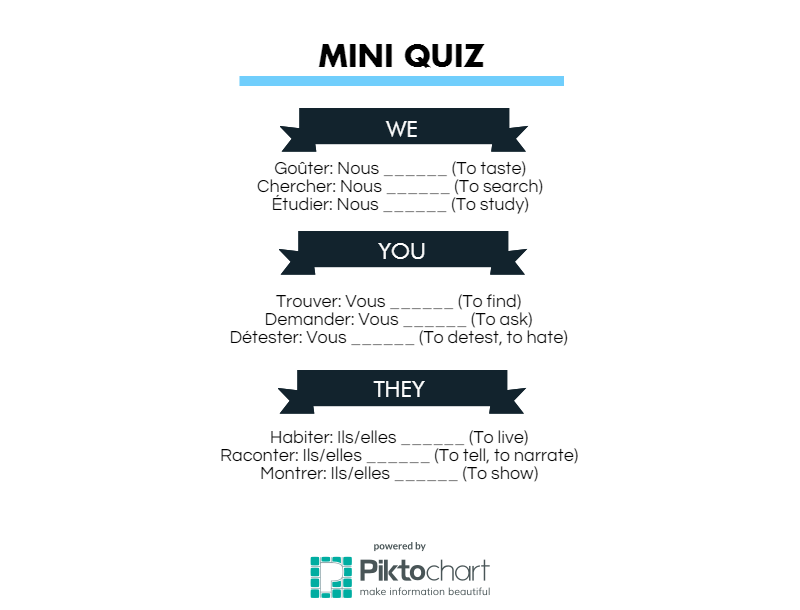 MINI QUIZ
WE
Goûter: Nous ______ (To taste)
Chercher: Nous ______ (To search)
Étudier: Nous ______ (To study)
YOU
Trouver: Vous ______ (To find)
Demander: Vous ______ (To ask)
Détester: Vous ______ (To detest, to hate)
THEY
Habiter: Ils/elles ______ (To live)
Raconter: Ils/elles ______ (To tell, to narrate)
Montrer: Ils/elles ______ (To show)
powered by
Piktochart
make information beautiful